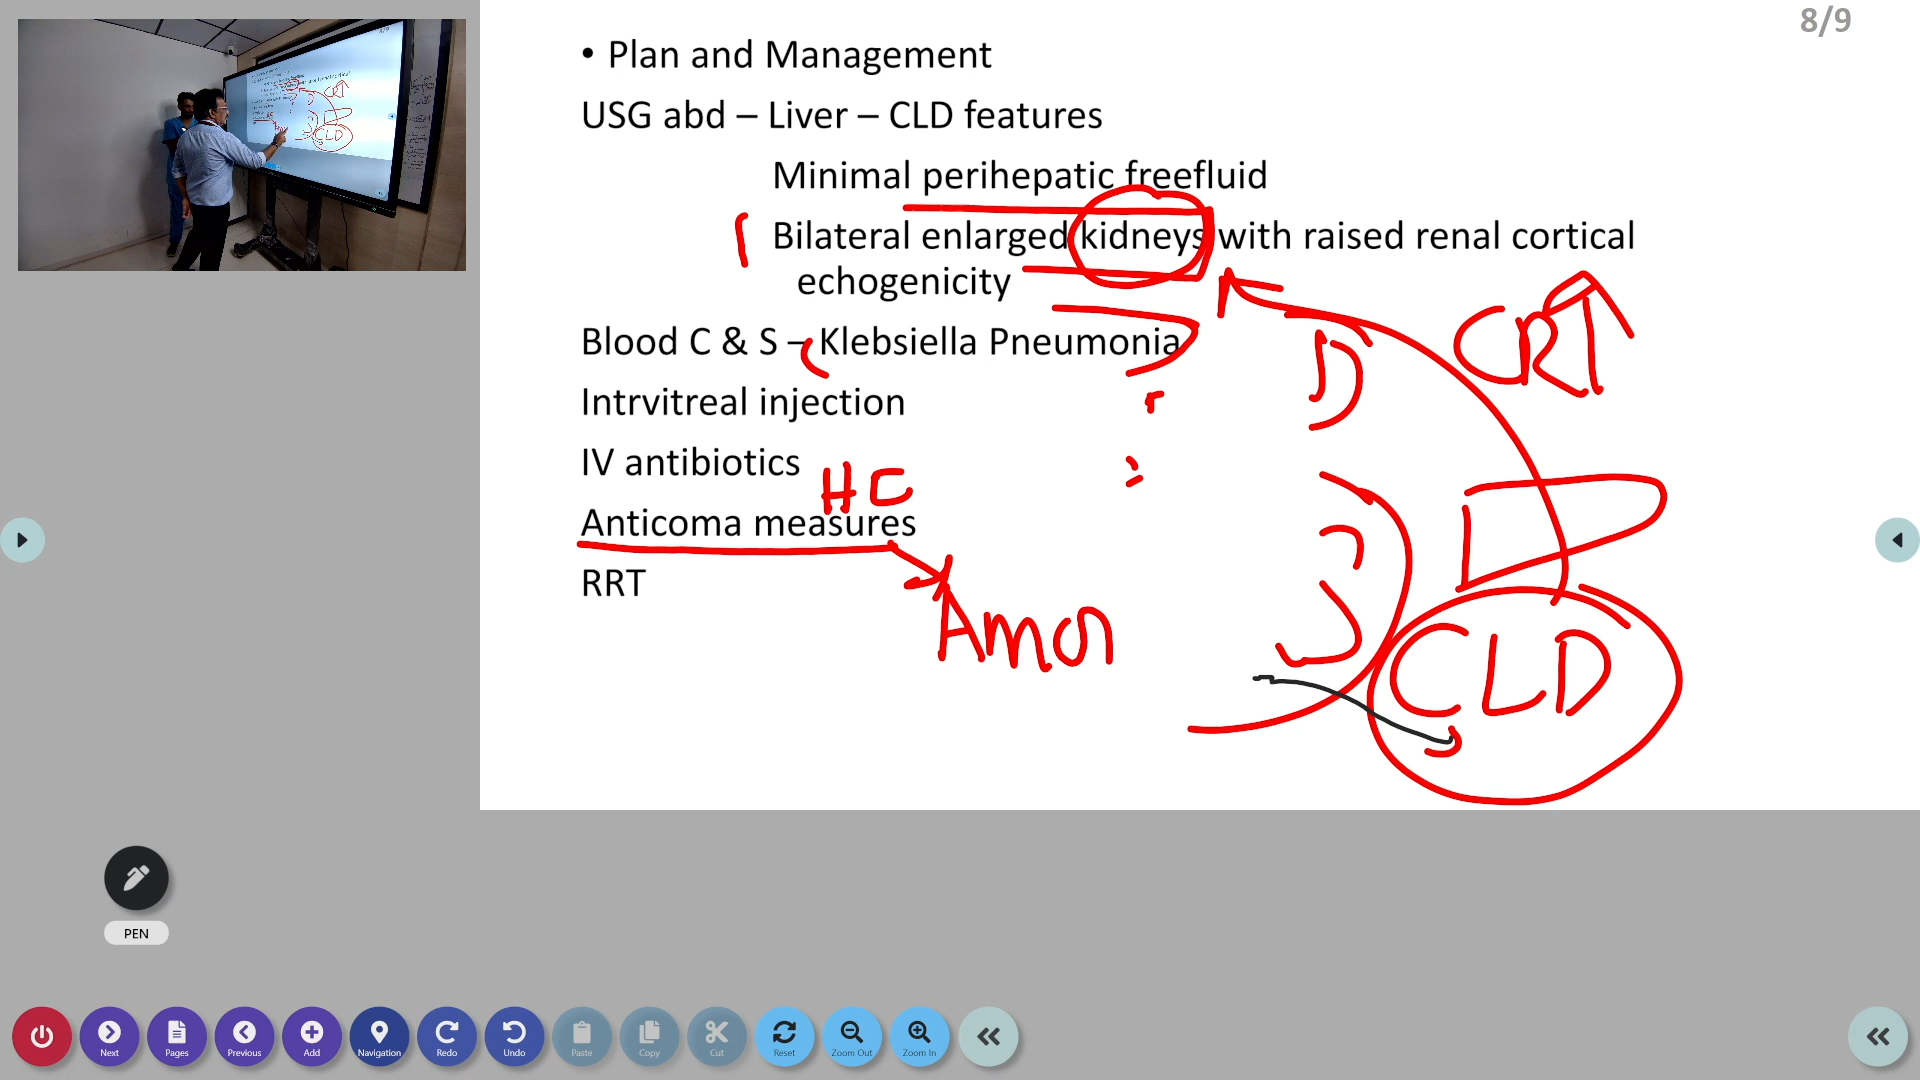 8/9
• Plan and Management
USG abd – Liver – CLD features
Minimal perihepatic freefluid
Bilateral enlarged kidneys with raised renal cortical
echogenicity
CR
Blood C & S – Klebsiella Pneumonia
D
Intrvitreal injection
IV antibiotics
HE
Anticoma measures
RRT
CLD
PEN
Next
Pages
Previous
Add
Navigation
Redo
Undo
Paste
Copy
Cut
Reset
Zoom Out
Zoom In